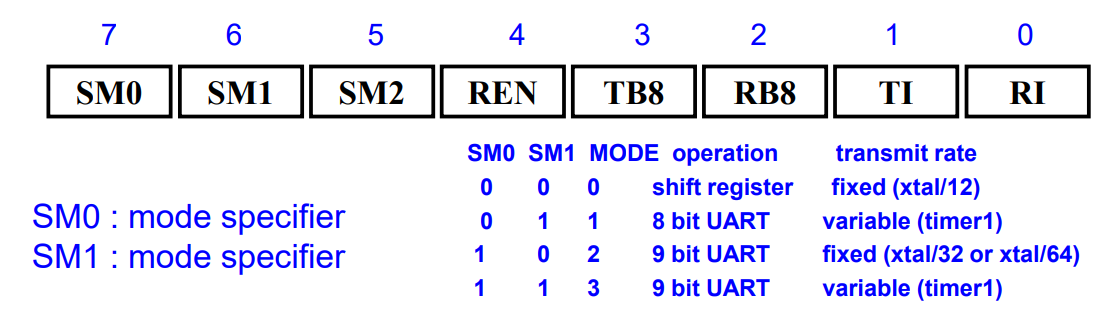 7 6 5 4 3 2 1 0
SM0 SM1 SM2 REN TB8 RB8 TI RI
SM0 SM1 MODE operation transmit rate
0 0 0 shift register fixed (xtal/12)
0 1 1 8 bit UART variable (timer1)
1 0 2 9 bit UART fixed (xtal/32 or xtal/64)
1 1 3 9 bit UART variable (timer1)
SM0 : mode specifier
SM1 : mode specifier